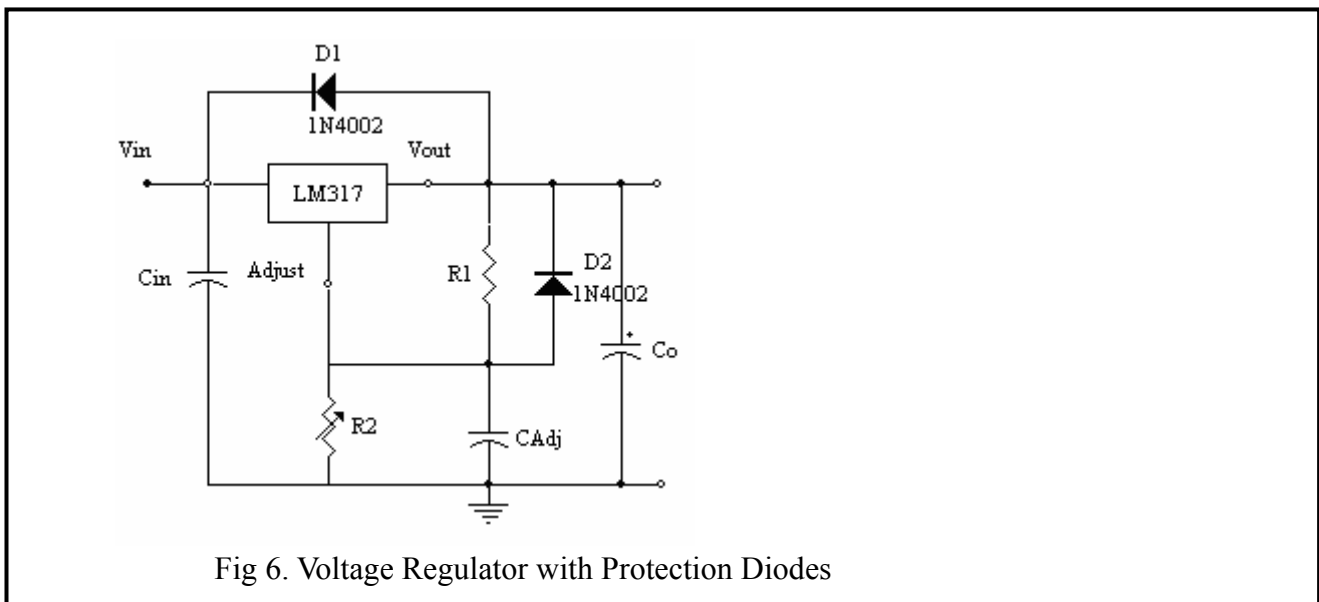 D1
1N4002
Vin
Vout
LM317
Cin
Adjust
R1
D2
1N4002
Co
R2
CAdj
Fig 6. Voltage Regulator with Protection Diodes